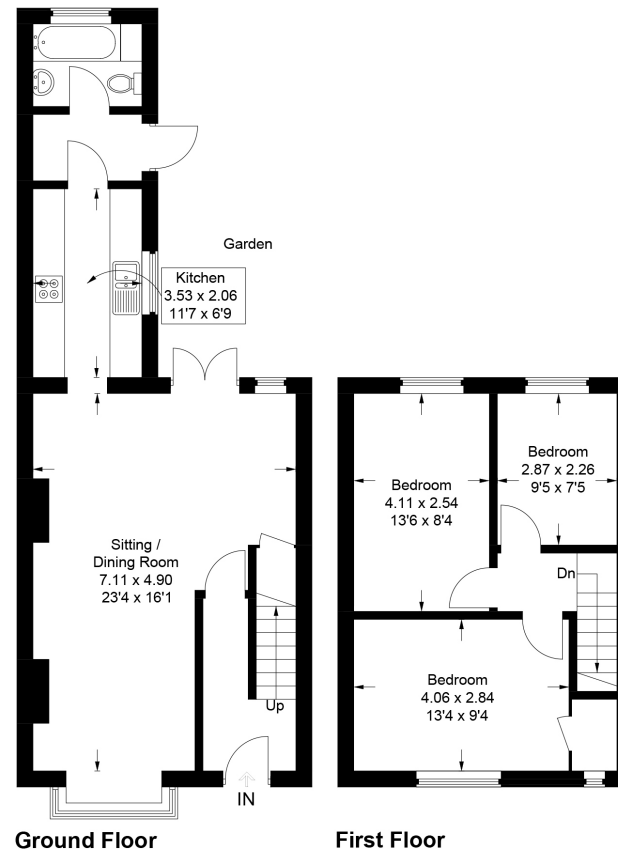 Garden
Kitchen
3.53 x 2.06
11'7 x 6'9
Sitting /
Dining Room
7.11 x 4.90
23'4 x 16'1
Up
IN
Ground Floor
Bedroom
4.11 x 2.54
13'6 x 8'4
Bedroom
2.87 x 2.26
9'5 x 7'5
Dn
Bedroom
4.06 x 2.84
13'4 x 9'4
First Floor